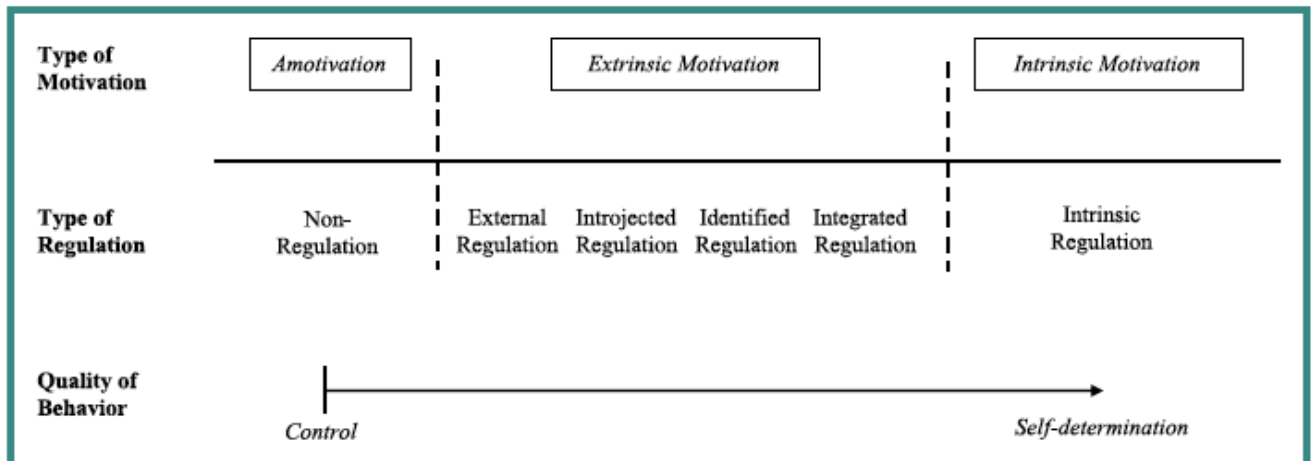 Type of
Motivation
Amotivation
Extrinsic Motivation
Intrinsic Motivation
Type of
Regulation
Non-
Regulation
External
Regulation
Introjected
Regulation
Identified
Regulation
Integrated
Regulation
Intrinsic
Regulation
Quality of
Behavior
Control
Self-determination